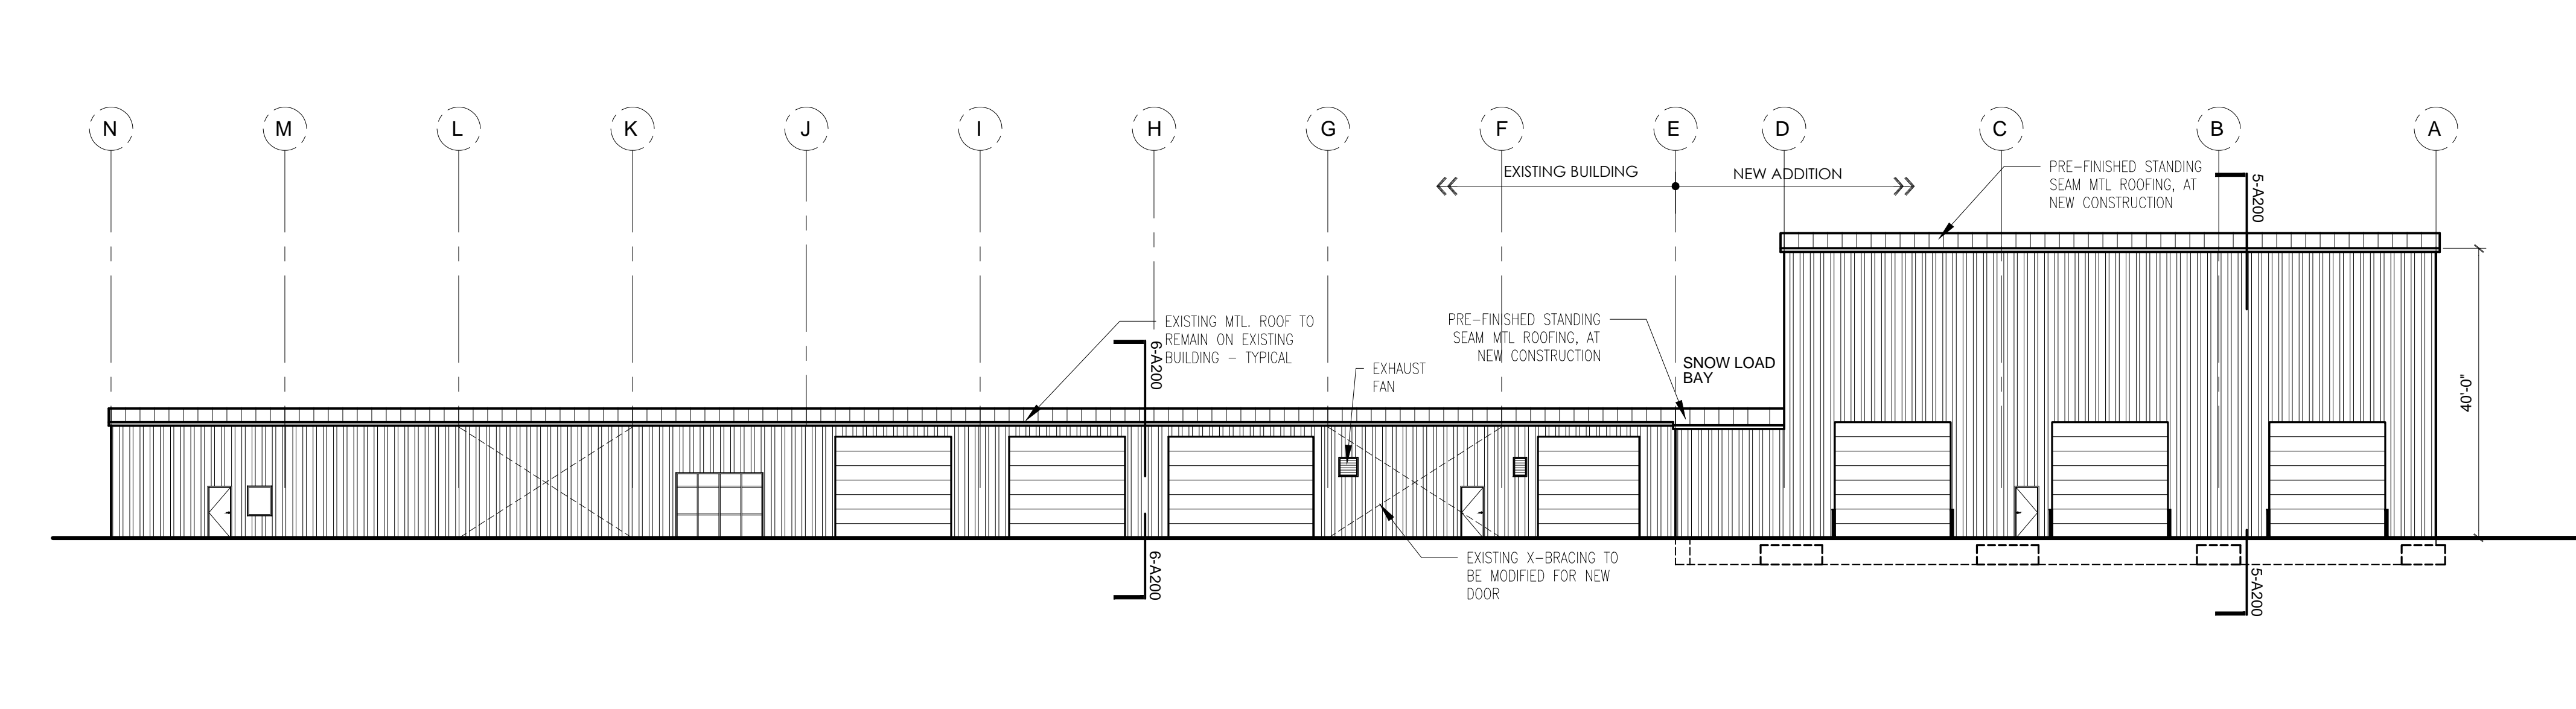 N M L K J I H G F E D C B A
EXISTING BUILDING
NEW ADDITION
PRE-FINISHED STANDING
SEAM MTL ROOFING, AT
NEW CONSTRUCTION
5-A200
EXISTING MTL. ROOF TO
REMAIN ON EXISTING
BUILDING - TYPICAL
6-A200
EXHAUST
FAN
PRE-FINISHED STANDING
SEAM MTL ROOFING, AT
NEW CONSTRUCTION
SNOW LOAD
BAY
40'-0"
EXISTING X-BRACING TO
BE MODIFIED FOR NEW
DOOR
6-A200
5-A200